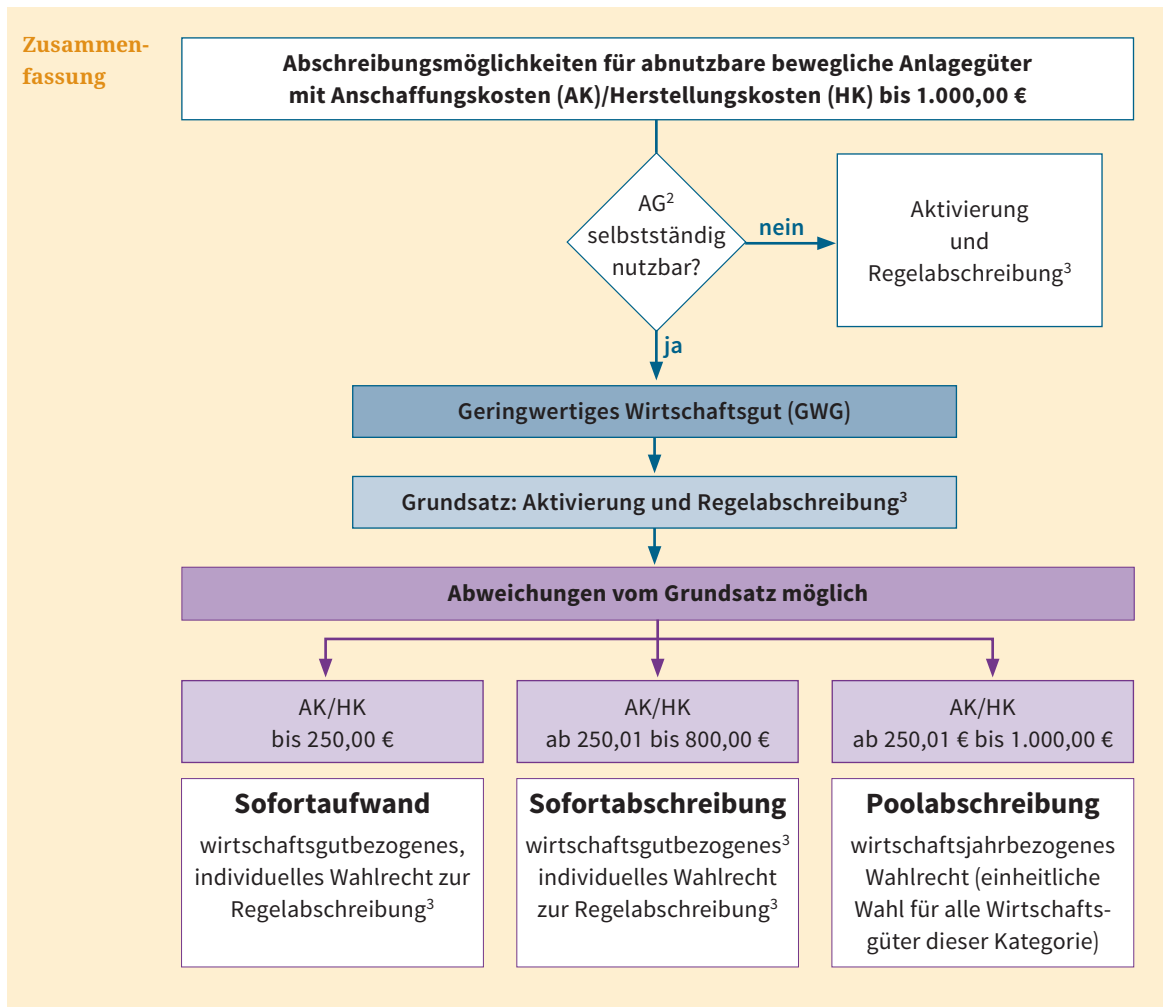 Zusammen-
fassung
Abschreibungsmöglichkeiten für abnutzbare bewegliche Anlagegüter
mit Anschaffungskosten (AK)/Herstellungskosten (HK) bis 1.000,00 €
AG²
selbstständig
nutzbar?
nein
Aktivierung
und
Regelabschreibung³
ja
Geringwertiges Wirtschaftsgut (GWG)
Grundsatz: Aktivierung und Regelabschreibung³
Abweichungen vom Grundsatz möglich
AK/HK
bis 250,00 €
AK/HK
ab 250,01 bis 800,00 €
AK/HK
ab 250,01 € bis 1.000,00 €
Sofortaufwand
wirtschaftsgutbezogenes,
individuelles Wahlrecht zur
Regelabschreibung³
Sofortabschreibung
wirtschaftsgutbezogenes³
individuelles Wahlrecht
zur Regelabschreibung³
Poolabschreibung
wirtschaftsjahrbezogenes
Wahlrecht (einheitliche
Wahl für alle Wirtschafts-
güter dieser Kategorie)